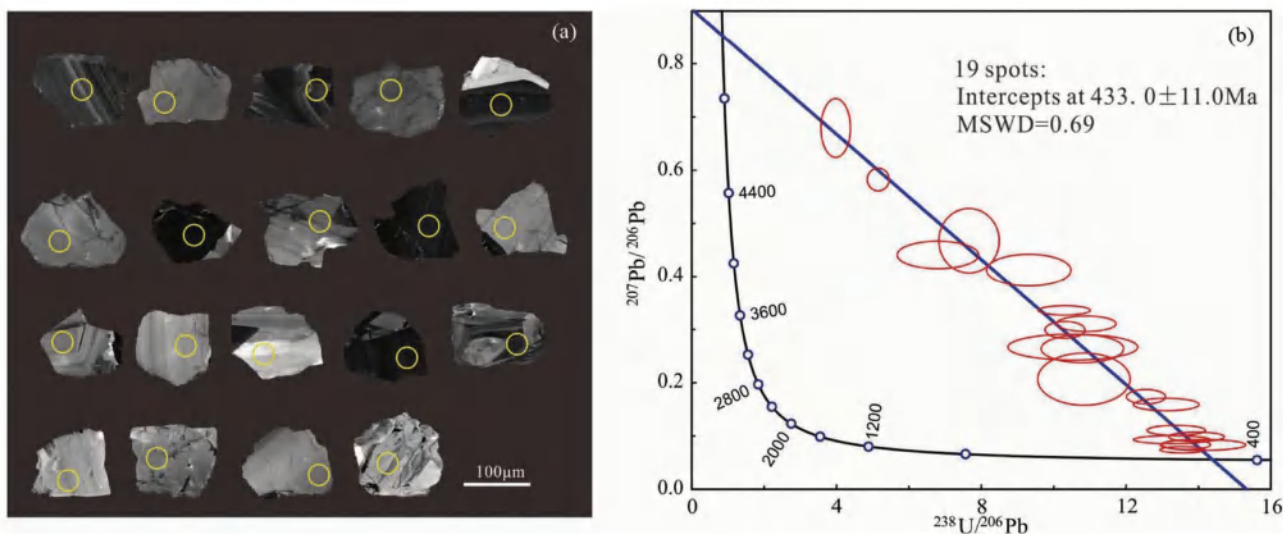 (a)
100μm
(b)
19 spots:
Intercepts at 433. 0±11.0Ma
MSWD=0.69
0.8
0.6
0.4
0.2
0
²⁰⁷Pb/²⁰⁶Pb
4400
3600
2800
2000
1200
400
0
4
8
12
16
²³⁸U/²⁰⁶Pb